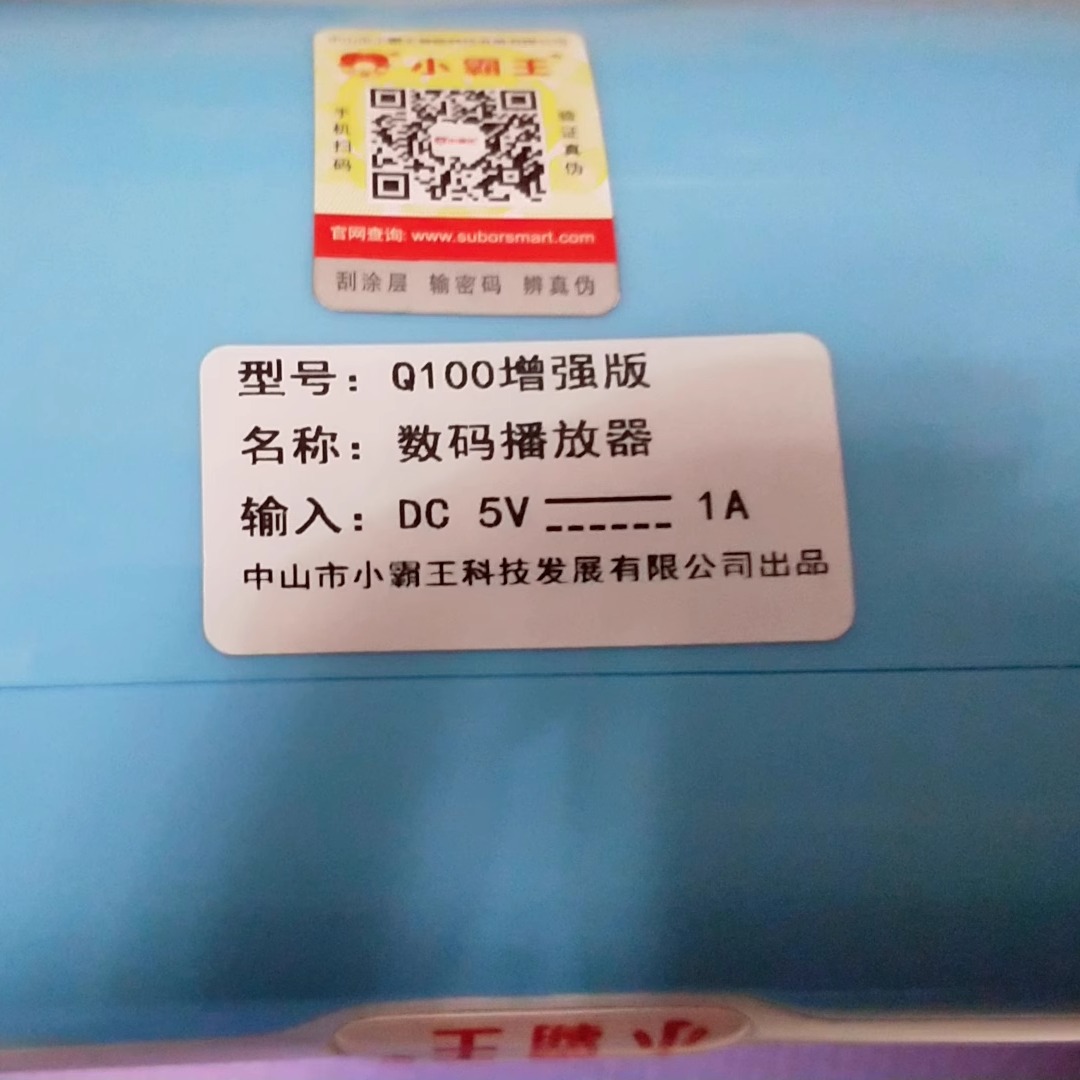 小霸王
手机扫码
验证真伪
官网查询: www.suborsmart.com
刮涂层 输密码 辨真伪
型号: Q100增强版
名称: 数码播放器
输入: DC 5V 1A
中山市小霸王科技发展有限公司出品
小霸王